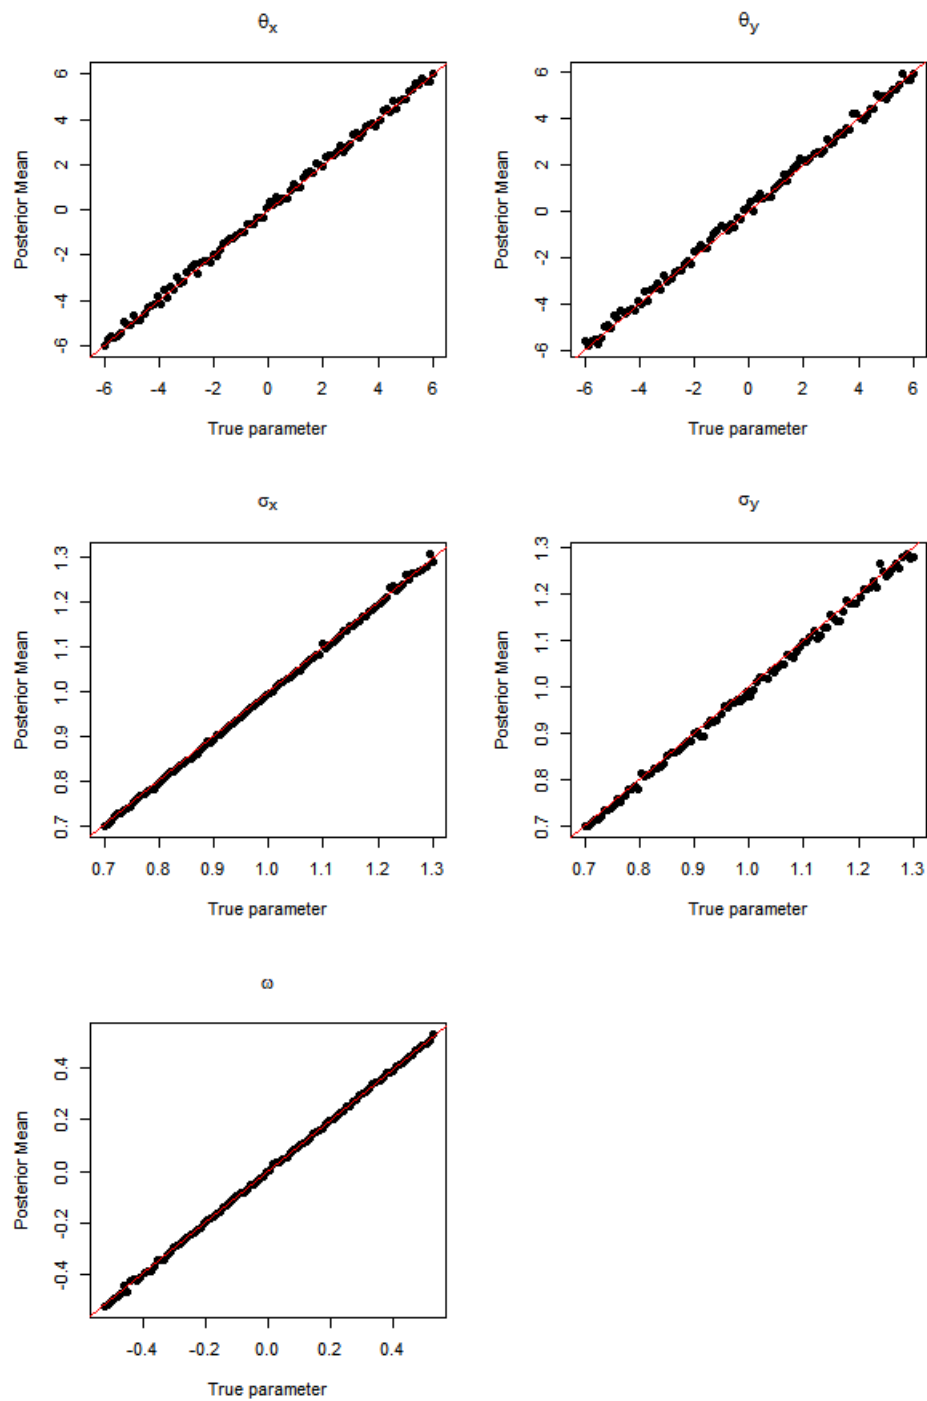 θx θy
6 6
4 4
2 2
0 0
-2 -2
-4 -4
-6 -6
Posterior Mean Posterior Mean
-6 -4 -2 0 2 4 6 -6 -4 -2 0 2 4 6
True parameter True parameter
σx σy
1.3 1.3
1.2 1.2
1.1 1.1
1.0 1.0
0.9 0.9
0.8 0.8
0.7 0.7
Posterior Mean Posterior Mean
0.7 0.8 0.9 1.0 1.1 1.2 1.3 0.7 0.8 0.9 1.0 1.1 1.2 1.3
True parameter True parameter
ω
0.4
0.2
0.0
-0.2
-0.4
Posterior Mean
-0.4 -0.2 0.0 0.2 0.4
True parameter